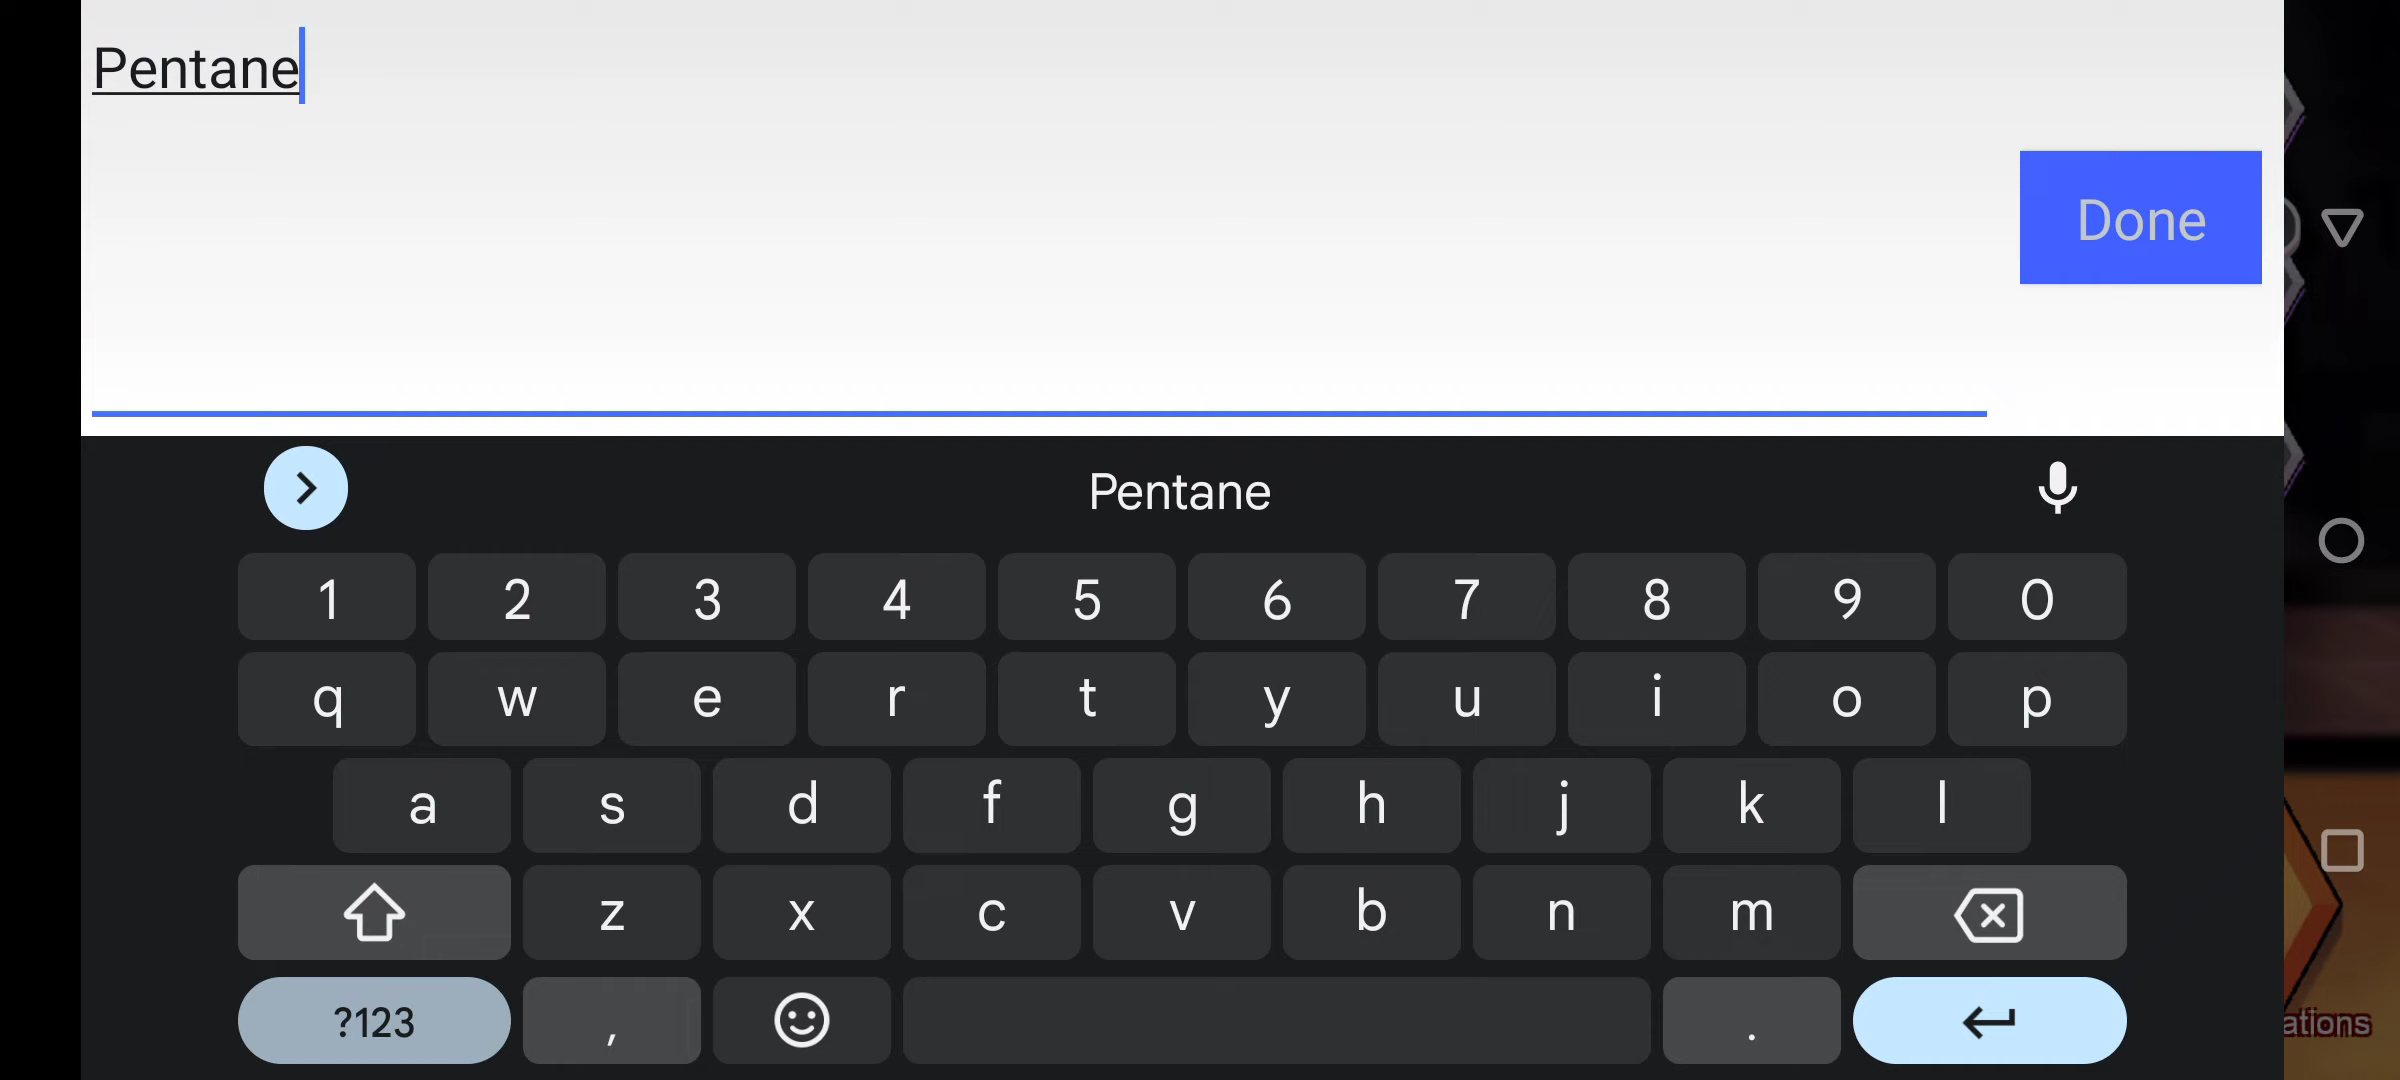 Pentane
Done
Pentane
1 2 3 4 5 6 7 8 9 0
q w e r t y u i o p
a s d f g h j k l
z x c v b n m
?123 , .
ations